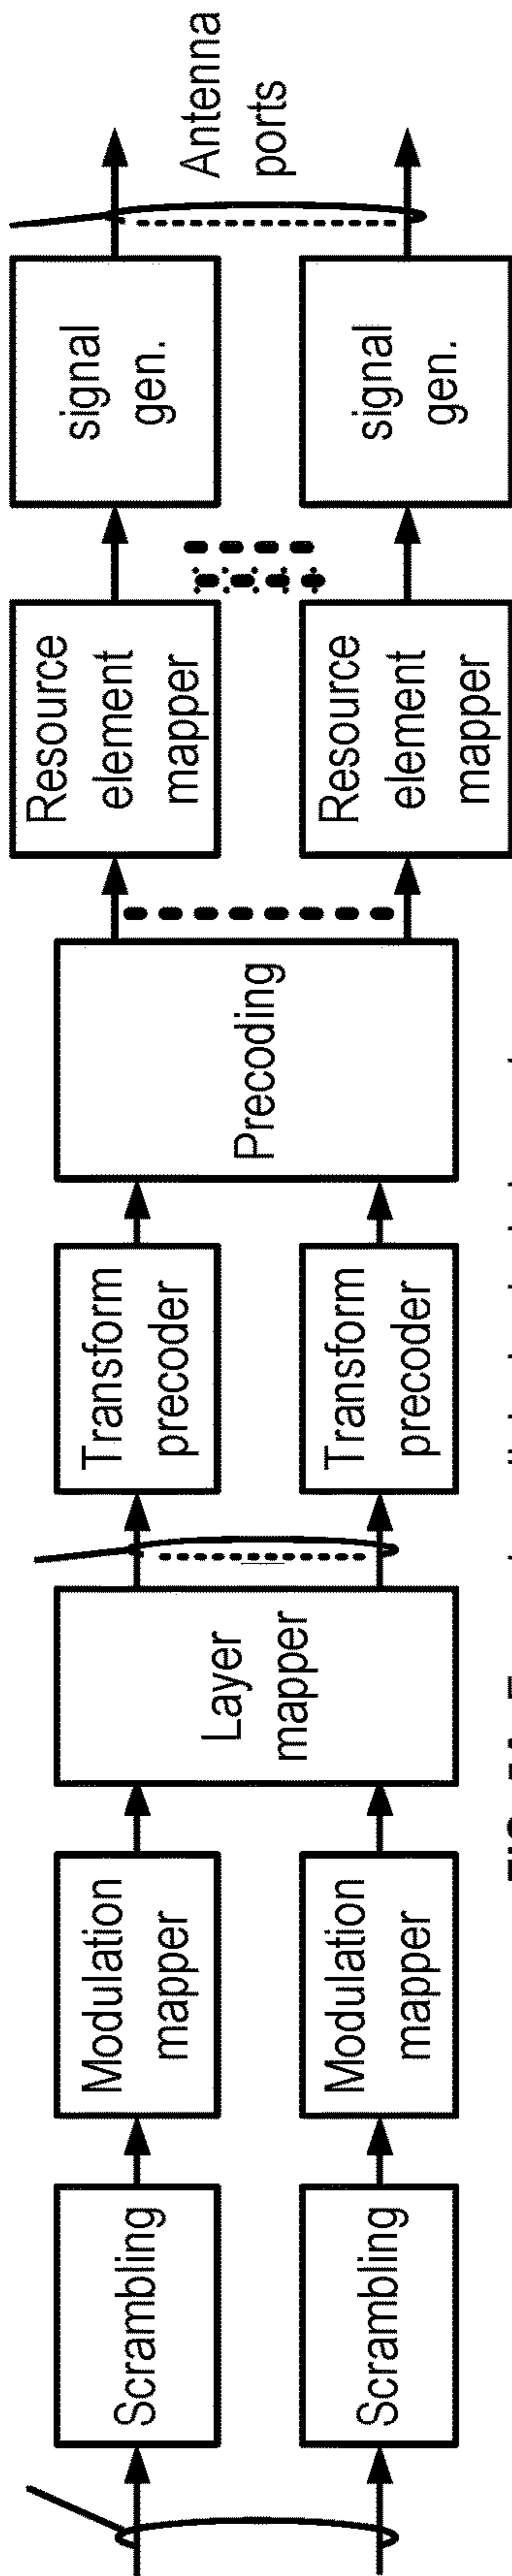 Scrambling
Modulation
mapper
Layer
mapper
Transform
precoder
Precoding
Resource
element
mapper
signal
gen.
Antenna
ports
Scrambling
Modulation
mapper
Transform
precoder
Resource
element
mapper
signal
gen.